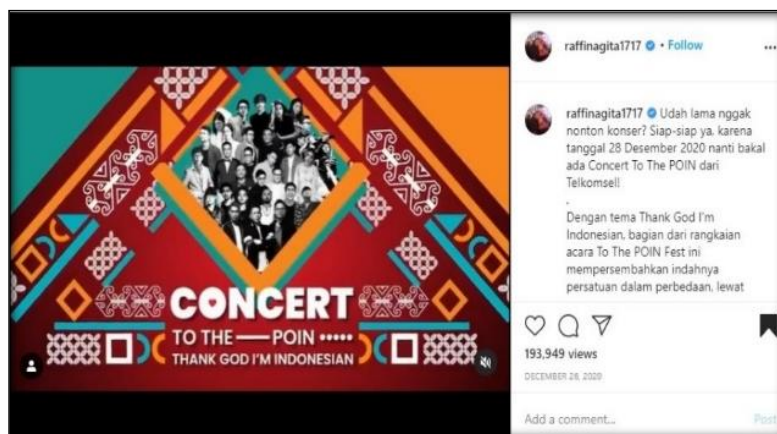 raffinagita1717 • Follow
raffinagita1717 Udah lama nggak
nonton konser? Siap-siap ya, karena
tanggal 28 Desember 2020 nanti bakal
ada Concert To The POIN dari
Telkomsel!
.
Dengan tema Thank God I'm
Indonesian, bagian dari rangkaian
acara To The POIN Fest ini
mempersembahkan indahnya
persatuan dalam perbedaan, lewat
CONCERT
TO THE — POIN •••••
THANK GOD I'M INDONESIAN
193,949 views
DECEMBER 26, 2020
Add a comment...
Post